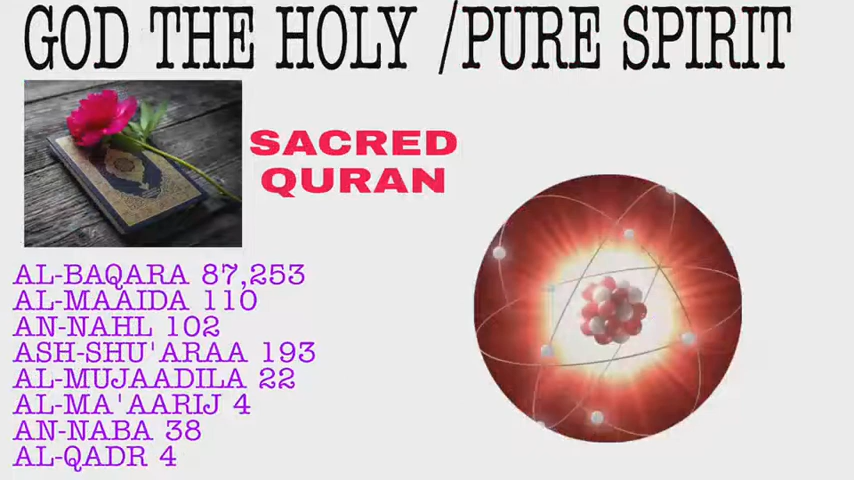 GOD THE HOLY /PURE SPIRIT
SACRED
QURAN
AL-BAQARA 87,253
AL-MAAIDA 110
AN-NAHL 102
ASH-SHU'ARAA 193
AL-MUJAADILA 22
AL-MA'AARIJ 4
AN-NABA 38
AL-QADR 4